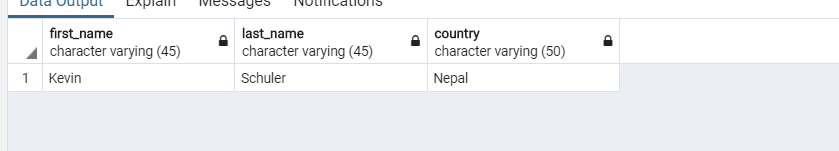 Data Output Explain Messages Notifications
first_name last_name country
character varying (45) character varying (45) character varying (50)
1 Kevin Schuler Nepal